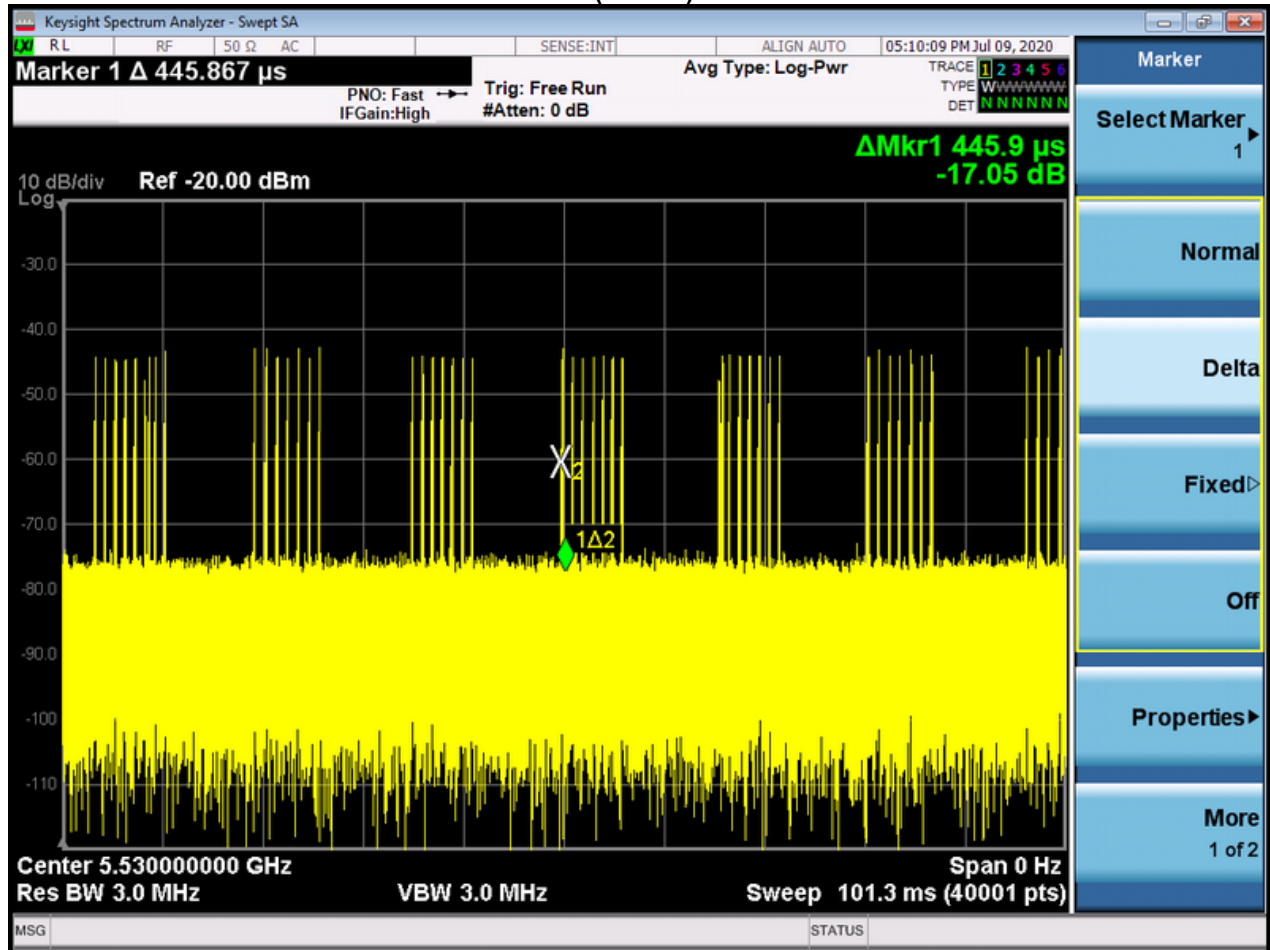 Keysight Spectrum Analyzer - Swept SA
LXI RL RF 50 Ω AC SENSE:INT ALIGN AUTO 05:10:09 PM Jul 09, 2020
Marker 1 Δ 445.867 µs
PNO: Fast
IFGain:High
Trig: Free Run
#Atten: 0 dB
Avg Type: Log-Pwr
TRACE 1 2 3 4 5 6
TYPE WWWWWW
DET N N N N N N
ΔMkr1 445.9 µs
-17.05 dB
10 dB/div Ref -20.00 dBm
Log
-30.0
-40.0
-50.0
-60.0
-70.0
-80.0
-90.0
-100
-110
X2
1Δ2
Center 5.530000000 GHz Span 0 Hz
Res BW 3.0 MHz VBW 3.0 MHz Sweep 101.3 ms (40001 pts)
MSG STATUS
Marker
Select Marker
1
Normal
Delta
Fixed
Off
Properties
More
1 of 2